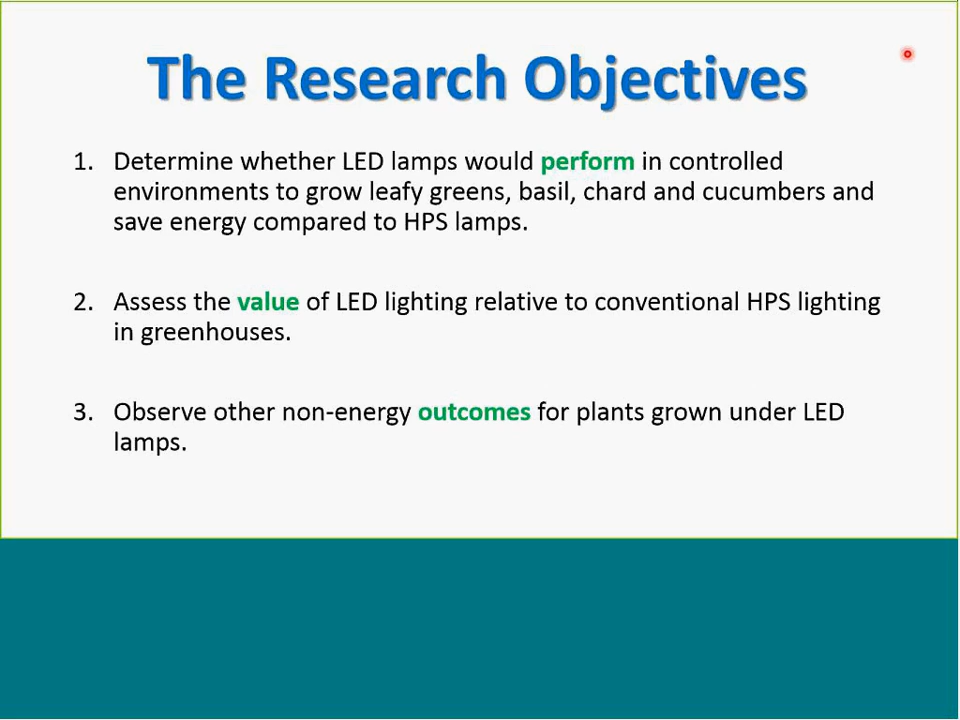 The Research Objectives
1. Determine whether LED lamps would perform in controlled
environments to grow leafy greens, basil, chard and cucumbers and
save energy compared to HPS lamps.
2. Assess the value of LED lighting relative to conventional HPS lighting
in greenhouses.
3. Observe other non-energy outcomes for plants grown under LED
lamps.